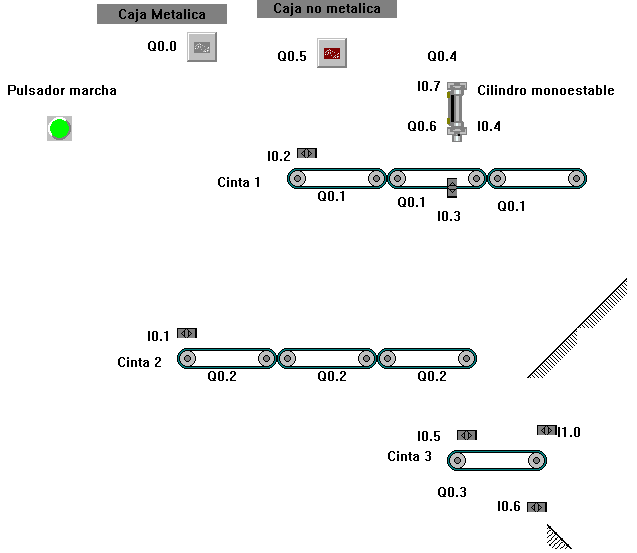 Caja Metalica
Caja no metalica
Q0.0
Q0.5
Q0.4
Pulsador marcha
I0.7
Cilindro monoestable
Q0.6
I0.4
I0.2
Cinta 1
Q0.1
Q0.1
Q0.1
I0.3
I0.1
Cinta 2
Q0.2
Q0.2
Q0.2
I0.5
I1.0
Cinta 3
Q0.3
I0.6